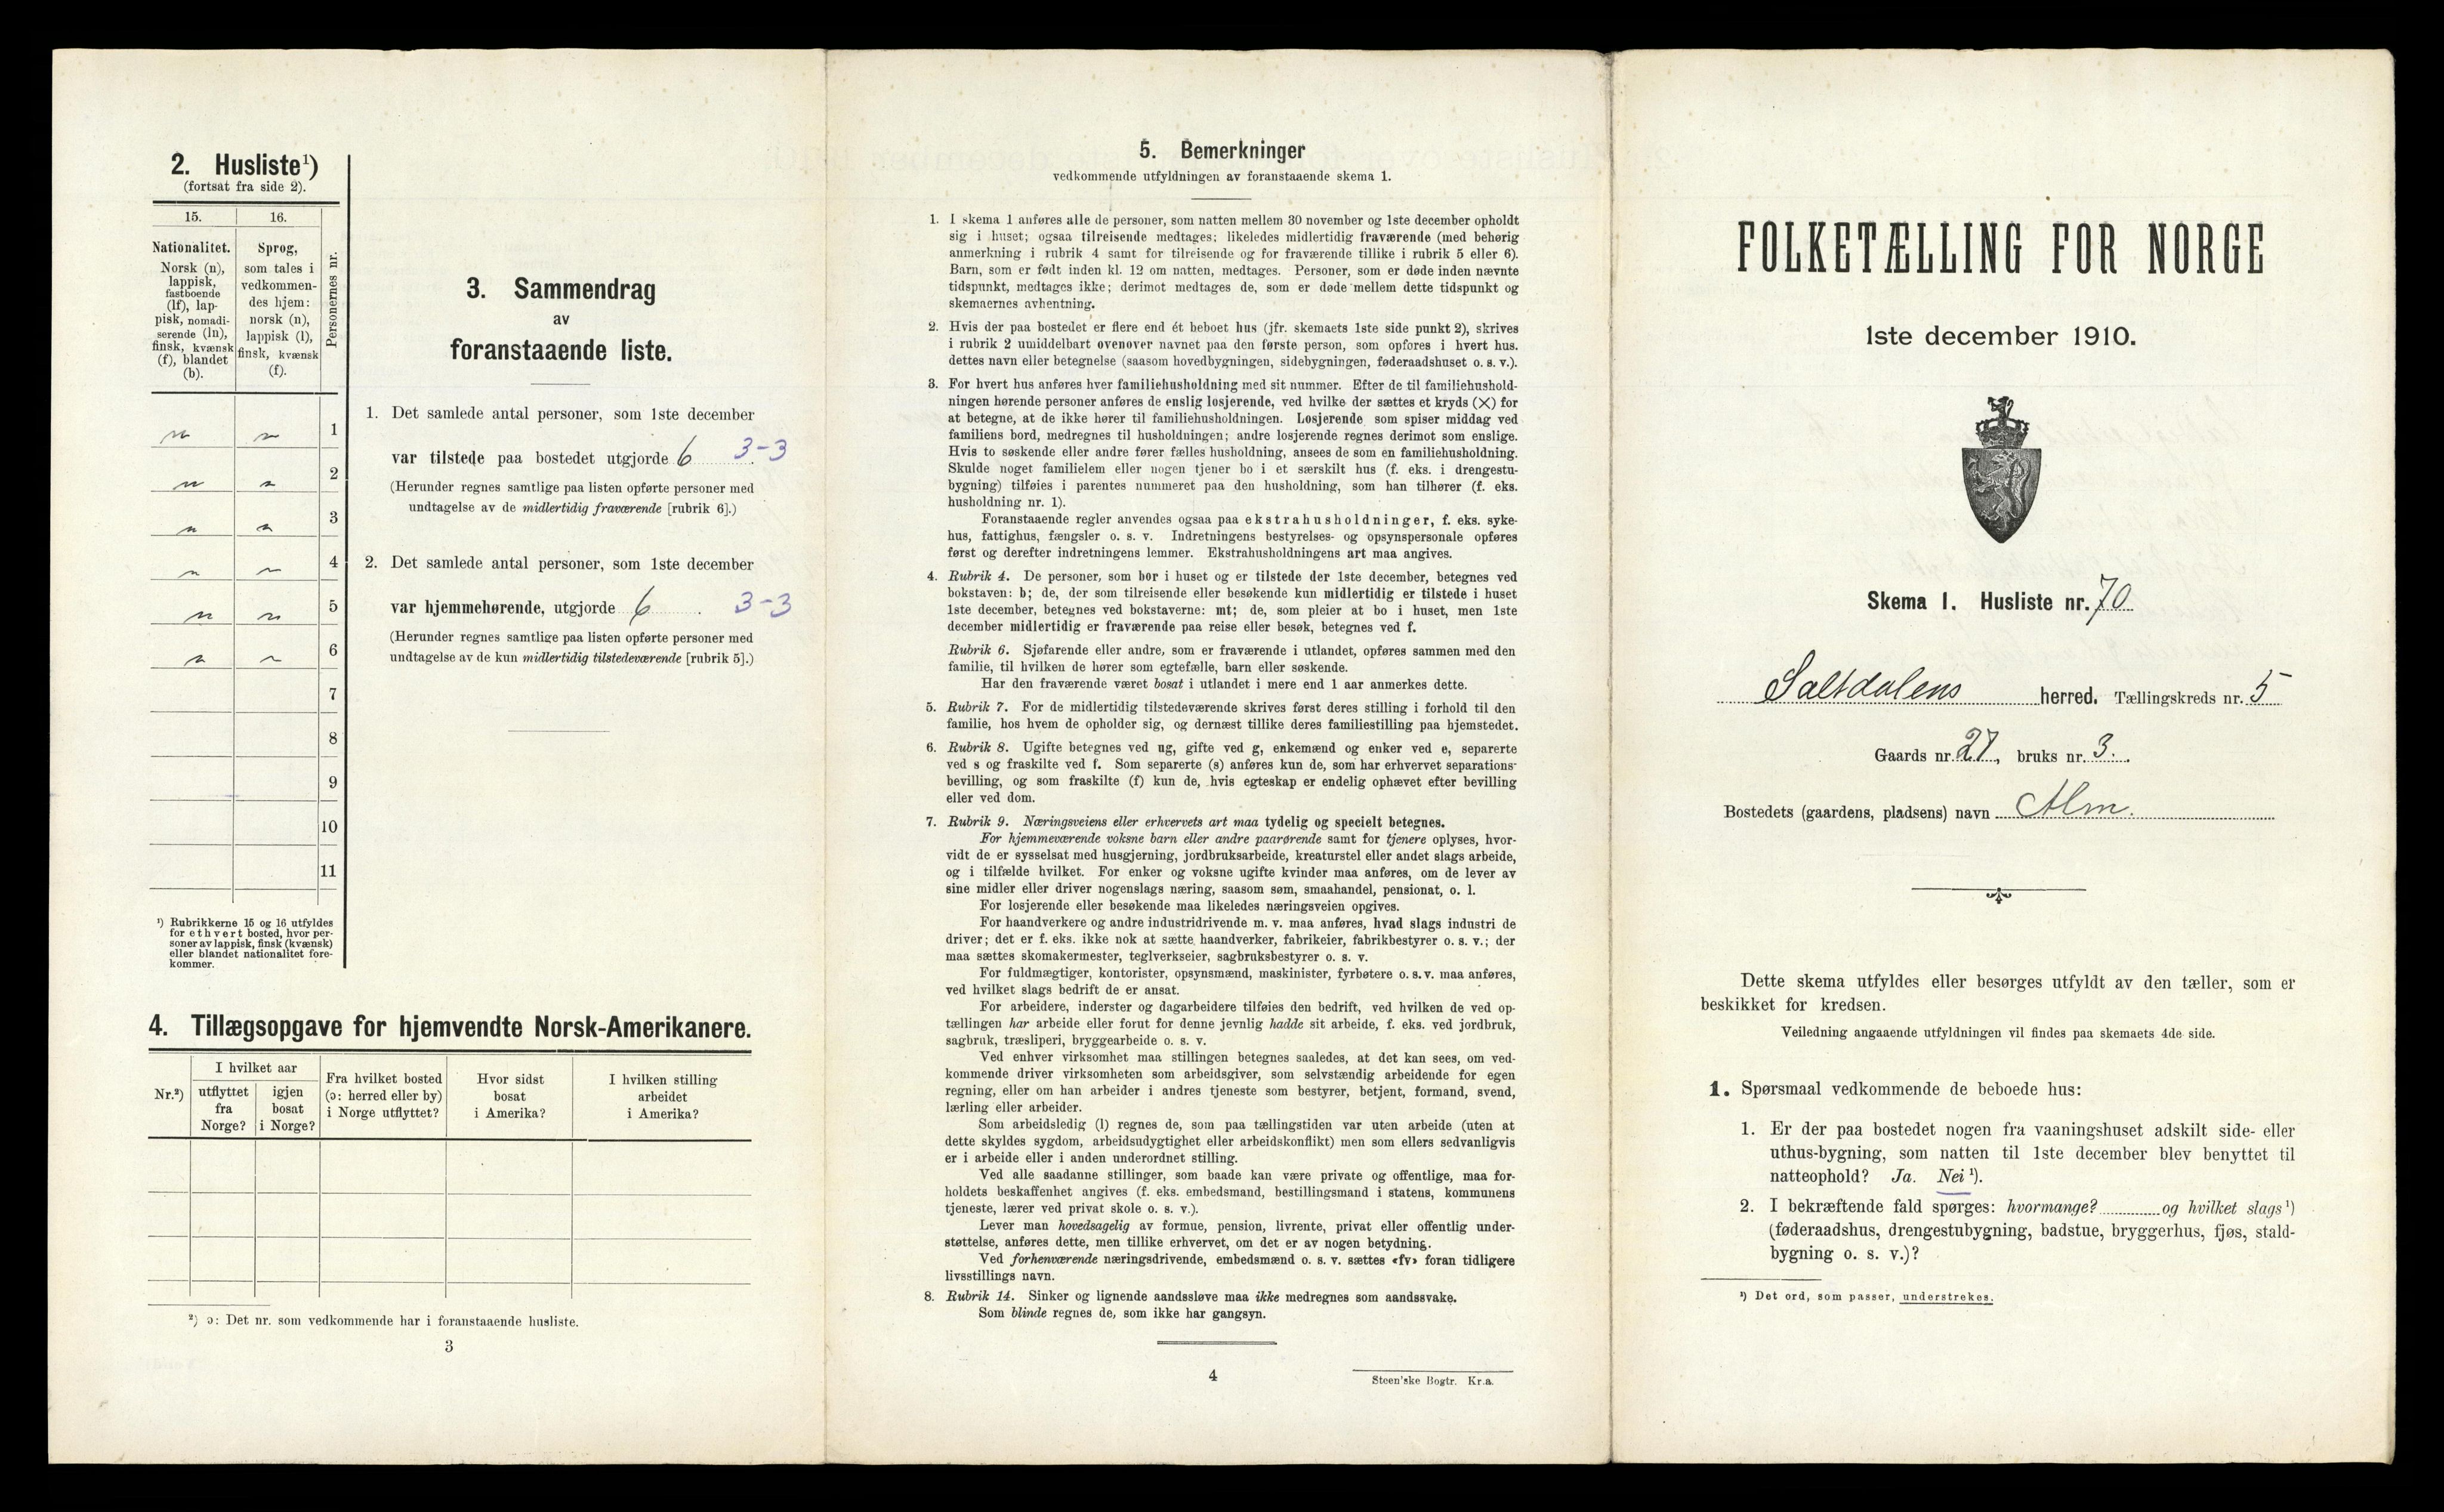 2. Husliste¹)
(fortsat fra side 2).
15.
16.
Personernes nr.
Nationalitet.
Norsk (n),
lappisk,
fastboende
(lf), lap-
pisk, nomadi-
serende (ln),
finsk, kvænsk
(f), blandet
(b).
Sprog,
som tales i
vedkommen-
des hjem:
norsk (n),
lappisk (l),
finsk, kvænsk
(f).
n n 1
n n 2
n n 3
n n 4
n n 5
n n 6
7
8
9
10
11
¹) Rubrikkerne 15 og 16 utfyldes
for ethvert bosted, hvor per-
soner av lappisk, finsk (kvænsk)
eller blandet nationalitet fore-
kommer.
3. Sammendrag
av
foranstaaende liste.
1. Det samlede antal personer, som 1ste december
var tilstede paa bostedet utgjorde 6 . 3-3
(Herunder regnes samtlige paa listen opførte personer med
undtagelse av de midlertidig fraværende [rubrik 6].)
2. Det samlede antal personer, som 1ste december
var hjemmehørende, utgjorde 6 . 3-3
(Herunder regnes samtlige paa listen opførte personer med
undtagelse av de kun midlertidig tilstedeværende [rubrik 5].)
4. Tillægsopgave for hjemvendte Norsk-Amerikanere.
Nr.²)
I hvilket aar
utflyttet
fra
Norge?
igjen
bosat
i Norge?
Fra hvilket bosted
(ɔ: herred eller by)
i Norge utflyttet?
Hvor sidst
bosat
i Amerika?
I hvilken stilling
arbeidet
i Amerika?
²) ɔ: Det nr. som vedkommende har i foranstaaende husliste.
3
5. Bemerkninger
vedkommende utfyldningen av foranstaaende skema 1.
1. I skema 1 anføres alle de personer, som natten mellem 30 november og 1ste december opholdt
sig i huset; ogsaa tilreisende medtages; likeledes midlertidig fraværende (med behørig
anmerkning i rubrik 4 samt for tilreisende og for fraværende tillike i rubrik 5 eller 6).
Barn, som er født inden kl. 12 om natten, medtages. Personer, som er døde inden nævnte
tidspunkt, medtages ikke; derimot medtages de, som er døde mellem dette tidspunkt og
skemaernes avhentning.
2. Hvis der paa bostedet er flere end ét beboet hus (jfr. skemaets 1ste side punkt 2), skrives
i rubrik 2 umiddelbart ovenover navnet paa den første person, som opføres i hvert hus.
dettes navn eller betegnelse (saasom hovedbygningen, sidebygningen, føderaadshuset o. s. v.).
3. For hvert hus anføres hver familiehusholdning med sit nummer. Efter de til familiehushold-
ningen hørende personer anføres de enslig losjerende, ved hvilke der sættes et kryds (×) for
at betegne, at de ikke hører til familiehusholdningen. Losjerende som spiser middag ved
familiens bord, medregnes til husholdningen; andre losjerende regnes derimot som enslige.
Hvis to søskende eller andre fører fælles husholdning, ansees de som en familiehusholdning.
Skulde noget familielem eller nogen tjener bo i et særskilt hus (f. eks. i drengestu-
bygning) tilføies i parentes nummeret paa den husholdning, som han tilhører (f. eks.
husholdning nr. 1).
Foranstaaende regler anvendes ogsaa paa ekstrahusholdninger, f. eks. syke-
hus, fattighus, fængsler o. s. v. Indretningens bestyrelses- og opsynspersonale opføres
først og derefter indretningens lemmer. Ekstrahusholdningens art maa angives.
4. Rubrik 4. De personer, som bor i huset og er tilstede der 1ste december, betegnes ved
bokstaven: b; de, der som tilreisende eller besøkende kun midlertidig er tilstede i huset
1ste december, betegnes ved bokstaverne: mt; de, som pleier at bo i huset, men 1ste
december midlertidig er fraværende paa reise eller besøk, betegnes ved f.
Rubrik 6. Sjøfarende eller andre, som er fraværende i utlandet, opføres sammen med den
familie, til hvilken de hører som egtefælle, barn eller søskende.
Har den fraværende været bosat i utlandet i mere end 1 aar anmerkes dette.
5. Rubrik 7. For de midlertidig tilstedeværende skrives først deres stilling i forhold til den
familie, hos hvem de opholder sig, og dernæst tillike deres familiestilling paa hjemstedet.
6. Rubrik 8. Ugifte betegnes ved ug, gifte ved g, enkemænd og enker ved e, separerte
ved s og fraskilte ved f. Som separerte (s) anføres kun de, som har erhvervet separations-
bevilling, og som fraskilte (f) kun de, hvis egteskap er endelig ophævet efter bevilling
eller ved dom.
7. Rubrik 9. Næringsveiens eller erhvervets art maa tydelig og specielt betegnes.
For hjemmeværende voksne barn eller andre paarørende samt for tjenere oplyses, hvor-
vidt de er sysselsat med husgjerning, jordbruksarbeide, kreaturstel eller andet slags arbeide,
og i tilfælde hvilket. For enker og voksne ugifte kvinder maa anføres, om de lever av
sine midler eller driver nogenslags næring, saasom søm, smaahandel, pensionat, o. l.
For losjerende eller besøkende maa likeledes næringsveien opgives.
For haandverkere og andre industridrivende m. v. maa anføres, hvad slags industri de
driver; det er f. eks. ikke nok at sætte haandverker, fabrikeier, fabrikbestyrer o. s. v.; der
maa sættes skomakermester, teglverkseier, sagbruksbestyrer o. s. v.
For fuldmægtiger, kontorister, opsynsmænd, maskinister, fyrbøtere o. s. v. maa anføres,
ved hvilket slags bedrift de er ansat.
For arbeidere, inderster og dagarbeidere tilføies den bedrift, ved hvilken de ved op-
tællingen har arbeide eller forut for denne jevnlig hadde sit arbeide, f. eks. ved jordbruk,
sagbruk, træsliperi, bryggearbeide o. s. v.
Ved enhver virksomhet maa stillingen betegnes saaledes, at det kan sees, om ved-
kommende driver virksomheten som arbeidsgiver, som selvstændig arbeidende for egen
regning, eller om han arbeider i andres tjeneste som bestyrer, betjent, formand, svend,
lærling eller arbeider.
Som arbeidsledig (l) regnes de, som paa tællingstiden var uten arbeide (uten at
dette skyldes sygdom, arbeidsudygtighet eller arbeidskonflikt) men som ellers sedvanligvis
er i arbeide eller i anden underordnet stilling.
Ved alle saadanne stillinger, som baade kan være private og offentlige, maa for-
holdets beskaffenhet angives (f. eks. embedsmand, bestillingsmand i statens, kommunens
tjeneste, lærer ved privat skole o. s. v.).
Lever man hovedsagelig av formue, pension, livrente, privat eller offentlig under-
støttelse, anføres dette, men tillike erhvervet, om det er av nogen betydning.
Ved forhenværende næringsdrivende, embedsmænd o. s. v. sættes «fv» foran tidligere
livsstillings navn.
8. Rubrik 14. Sinker og lignende aandssløve maa ikke medregnes som aandssvake.
Som blinde regnes de, som ikke har gangsyn.
4
Steen'ske Bogtr. Kr.a.
FOLKETÆLLING FOR NORGE
1ste december 1910.
Skema 1. Husliste nr. 70
Saltdalens herred. Tællingskreds nr. 5
Gaards nr. 27, bruks nr. 3.
Bostedets (gaardens, pladsens) navn Alm.
Dette skema utfyldes eller besørges utfyldt av den tæller, som er
beskikket for kredsen.
Veiledning angaaende utfyldningen vil findes paa skemaets 4de side.
1. Spørsmaal vedkommende de beboede hus:
1. Er der paa bostedet nogen fra vaaningshuset adskilt side- eller
uthus-bygning, som natten til 1ste december blev benyttet til
natteophold? Ja. Nei ¹).
2. I bekræftende fald spørges: hvormange? og hvilket slags ¹)
(føderaadshus, drengestubygning, badstue, bryggerhus, fjøs, stald-
bygning o. s. v.)?
¹) Det ord, som passer, understrekes.